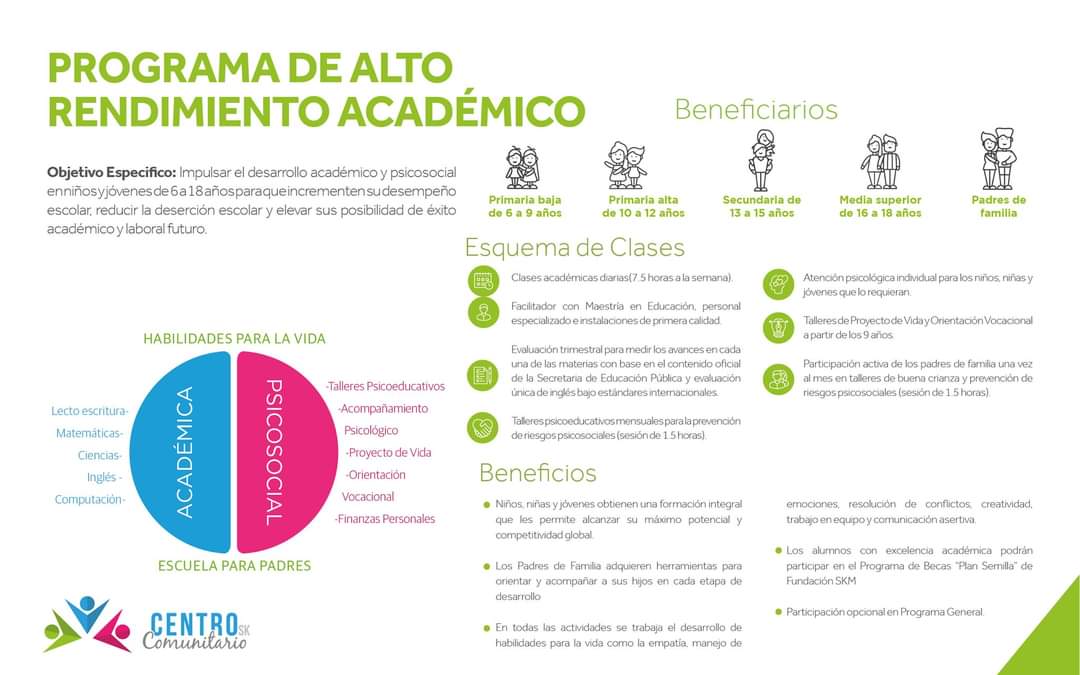 PROGRAMA DE ALTO
RENDIMIENTO ACADÉMICO
Objetivo Especifico: Impulsar el desarrollo académico y psicosocial
en niños y jóvenes de 6 a 18 años para que incrementen su desempeño
escolar, reducir la deserción escolar y elevar sus posibilidad de éxito
académico y laboral futuro.
Beneficiarios
Primaria baja
de 6 a 9 años
Primaria alta
de 10 a 12 años
Secundaria de
13 a 15 años
Media superior
de 16 a 18 años
Padres de
familia
Esquema de Clases
Clases académicas diarias(7.5 horas a la semana).
Facilitador con Maestría en Educación, personal
especializado e instalaciones de primera calidad.
Evaluación trimestral para medir los avances en cada
una de las materias con base en el contenido oficial
de la Secretaria de Educación Pública y evaluación
única de inglés bajo estándares internacionales.
Talleres psicoeducativos mensuales para la prevención
de riesgos psicosociales (sesión de 1.5 horas).
Atención psicológica individual para los niños, niñas y
jóvenes que lo requieran.
Talleres de Proyecto de Vida y Orientación Vocacional
a partir de los 9 años.
Participación activa de los padres de familia una vez
al mes en talleres de buena crianza y prevención de
riesgos psicosociales (sesión de 1.5 horas).
HABILIDADES PARA LA VIDA
ACADÉMICA
PSICOSOCIAL
Lecto escritura-
Matemáticas-
Ciencias-
Inglés -
Computación-
-Talleres Psicoeducativos
-Acompañamiento
Psicológico
-Proyecto de Vida
-Orientación
Vocacional
-Finanzas Personales
ESCUELA PARA PADRES
Beneficios
Niños, niñas y jóvenes obtienen una formación integral
que les permite alcanzar su máximo potencial y
competitividad global.
Los Padres de Familia adquieren herramientas para
orientar y acompañar a sus hijos en cada etapa de
desarrollo
En todas las actividades se trabaja el desarrollo de
habilidades para la vida como la empatía, manejo de
emociones, resolución de conflictos, creatividad,
trabajo en equipo y comunicación asertiva.
Los alumnos con excelencia académica podrán
participar en el Programa de Becas "Plan Semilla" de
Fundación SKM
Participación opcional en Programa General.
CENTRO SK
Comunitario